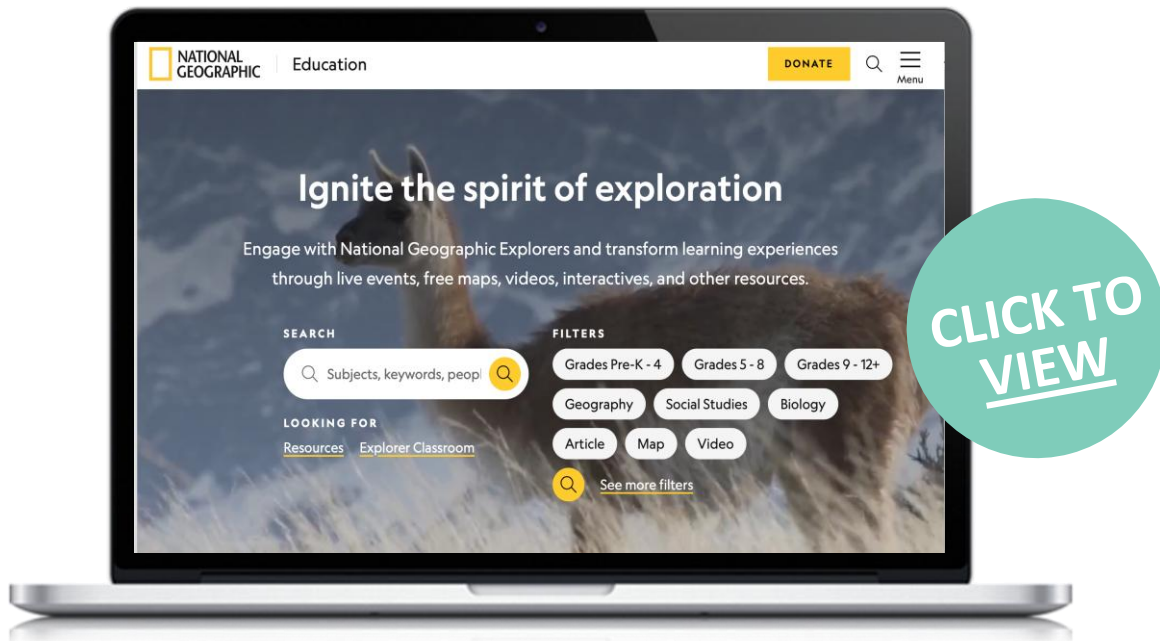 NATIONAL
GEOGRAPHIC
Education
DONATE
Menu
Ignite the spirit of exploration
Engage with National Geographic Explorers and transform learning experiences
through live events, free maps, videos, interactives, and other resources.
SEARCH
Subjects, keywords, peopl
LOOKING FOR
Resources Explorer Classroom
FILTERS
Grades Pre-K - 4 Grades 5 - 8 Grades 9 - 12+
Geography Social Studies Biology
Article Map Video
See more filters
CLICK TO
VIEW